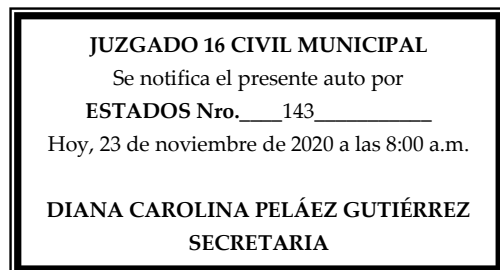 JUZGADO 16 CIVIL MUNICIPAL
Se notifica el presente auto por
ESTADOS Nro.____143____________
Hoy, 23 de noviembre de 2020 a las 8:00 a.m.
DIANA CAROLINA PELÁEZ GUTIÉRREZ
SECRETARIA